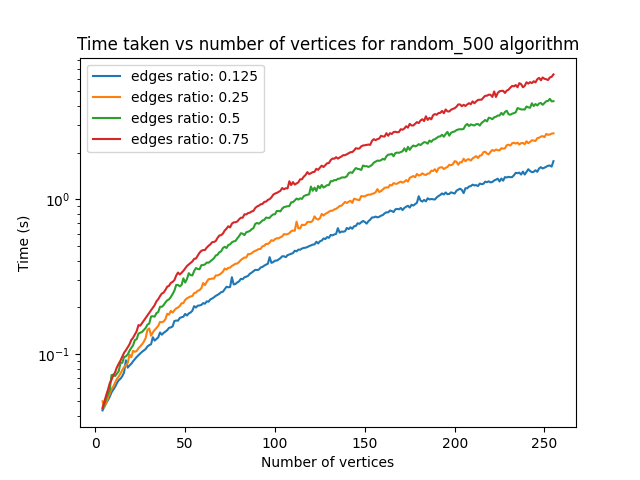 Time taken vs number of vertices for random_500 algorithm
edges ratio: 0.125
edges ratio: 0.25
edges ratio: 0.5
edges ratio: 0.75
Time (s)
10⁰
10⁻¹
0 50 100 150 200 250
Number of vertices